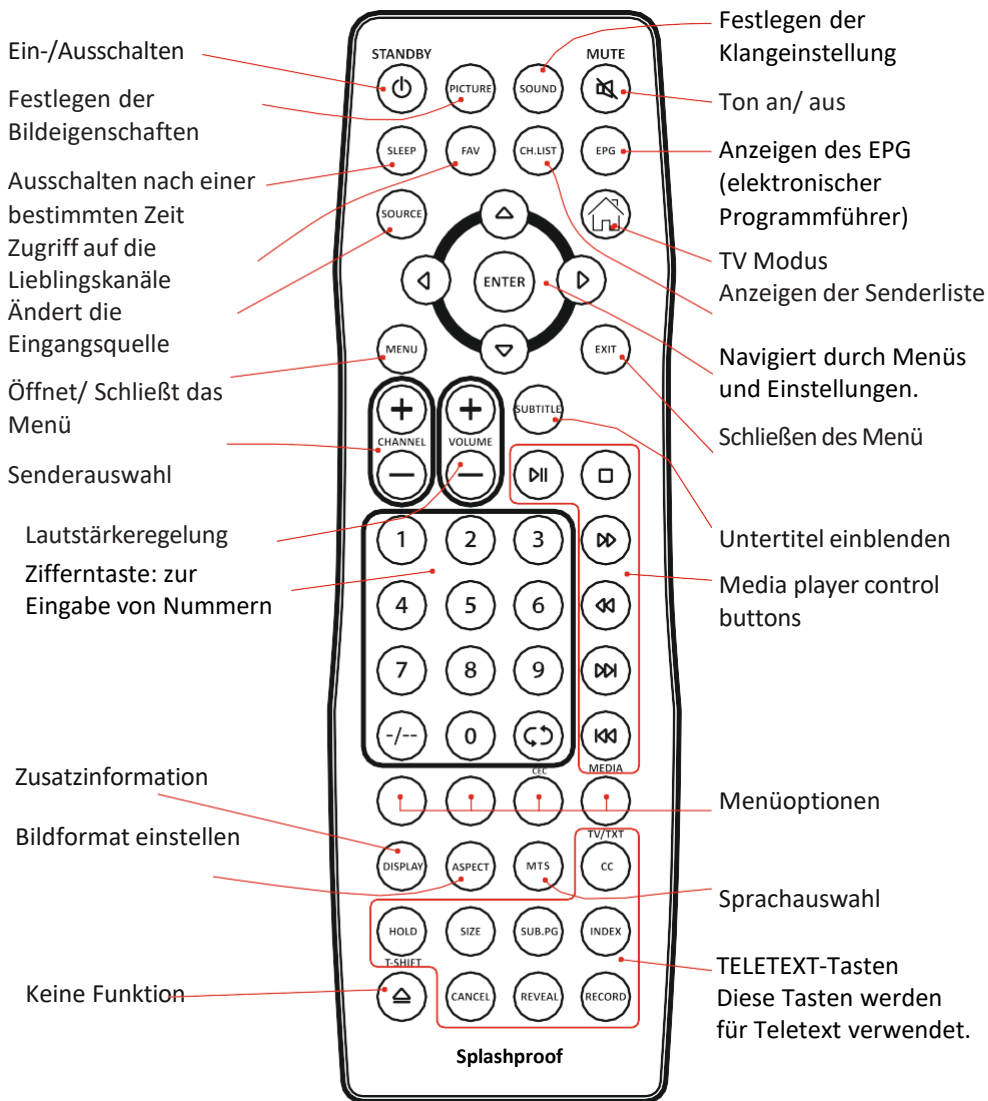 Ein-/Ausschalten
Festlegen der
Bildeigenschaften
Ausschalten nach einer
bestimmten Zeit
Zugriff auf die
Lieblingskanäle
Ändert die
Eingangsquelle
Öffnet/ Schließt das
Menü
Senderauswahl
Lautstärkeregelung
Zifferntaste: zur
Eingabe von Nummern
Zusatzinformation
Bildformat einstellen
Keine Funktion
STANDBY
MUTE
PICTURE
SOUND
SLEEP
FAV
CH.LIST
EPG
SOURCE
ENTER
MENU
EXIT
CHANNEL
VOLUME
SUBTITLE
1
2
3
4
5
6
7
8
9
-/--
0
CEC
MEDIA
TV/TXT
DISPLAY
ASPECT
MTS
CC
HOLD
SIZE
SUB.PG
INDEX
T-SHIFT
CANCEL
REVEAL
RECORD
Splashproof
Festlegen der
Klangeinstellung
Ton an/ aus
Anzeigen des EPG
(elektronischer
Programmführer)
TV Modus
Anzeigen der Senderliste
Navigiert durch Menüs
und Einstellungen.
Schließen des Menü
Untertitel einblenden
Media player control
buttons
Menüoptionen
Sprachauswahl
TELETEXT-Tasten
Diese Tasten werden
für Teletext verwendet.